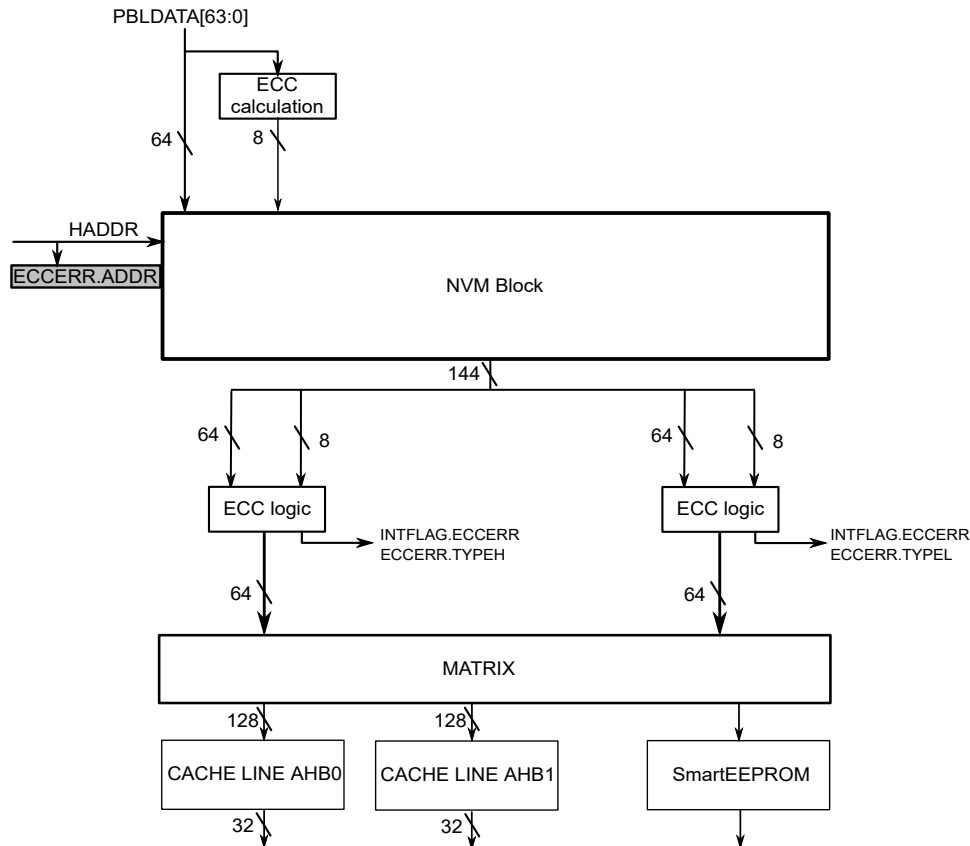 PBLDATA[63:0]
ECC
calculation
64
8
HADDR
ECCERR.ADDR
NVM Block
144
64
8
64
8
ECC logic
ECC logic
INTFLAG.ECCERR
ECCERR.TYPEH
INTFLAG.ECCERR
ECCERR.TYPEL
64
64
MATRIX
128
128
CACHE LINE AHB0
CACHE LINE AHB1
SmartEEPROM
32
32